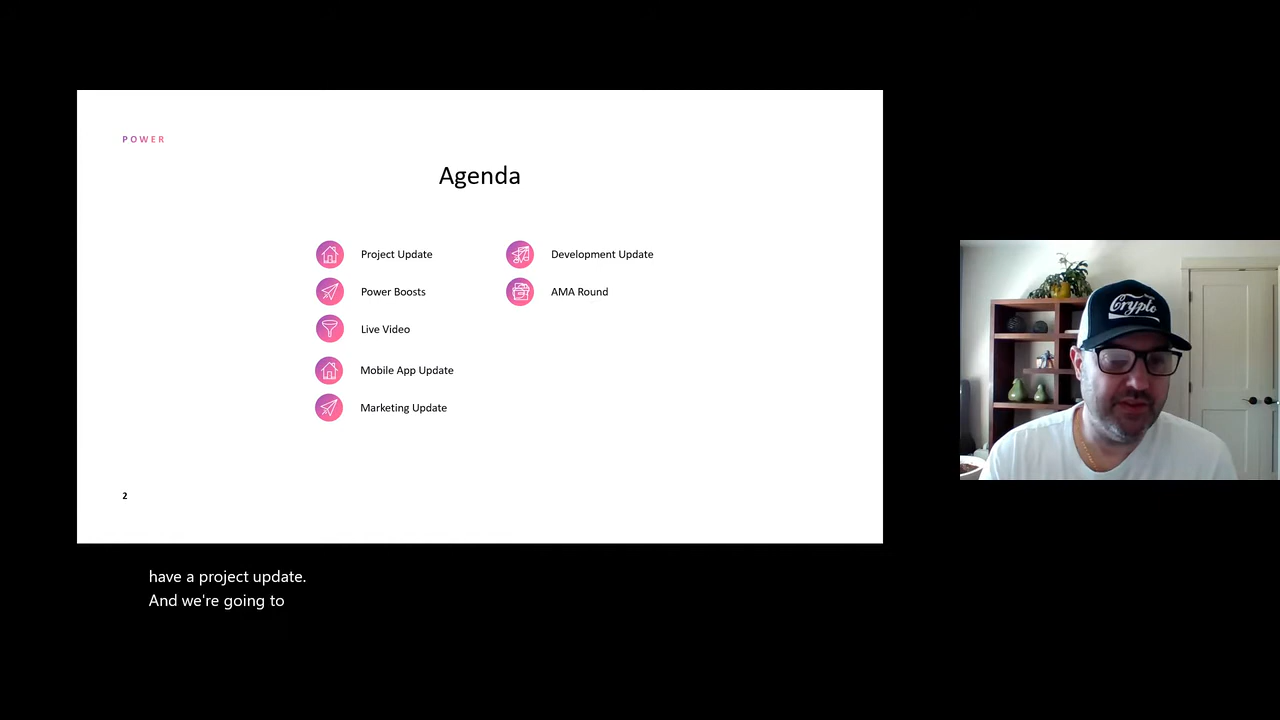 POWER
Agenda
Project Update
Power Boosts
Live Video
Mobile App Update
Marketing Update
Development Update
AMA Round
2
Crypto
have a project update.
And we're going to